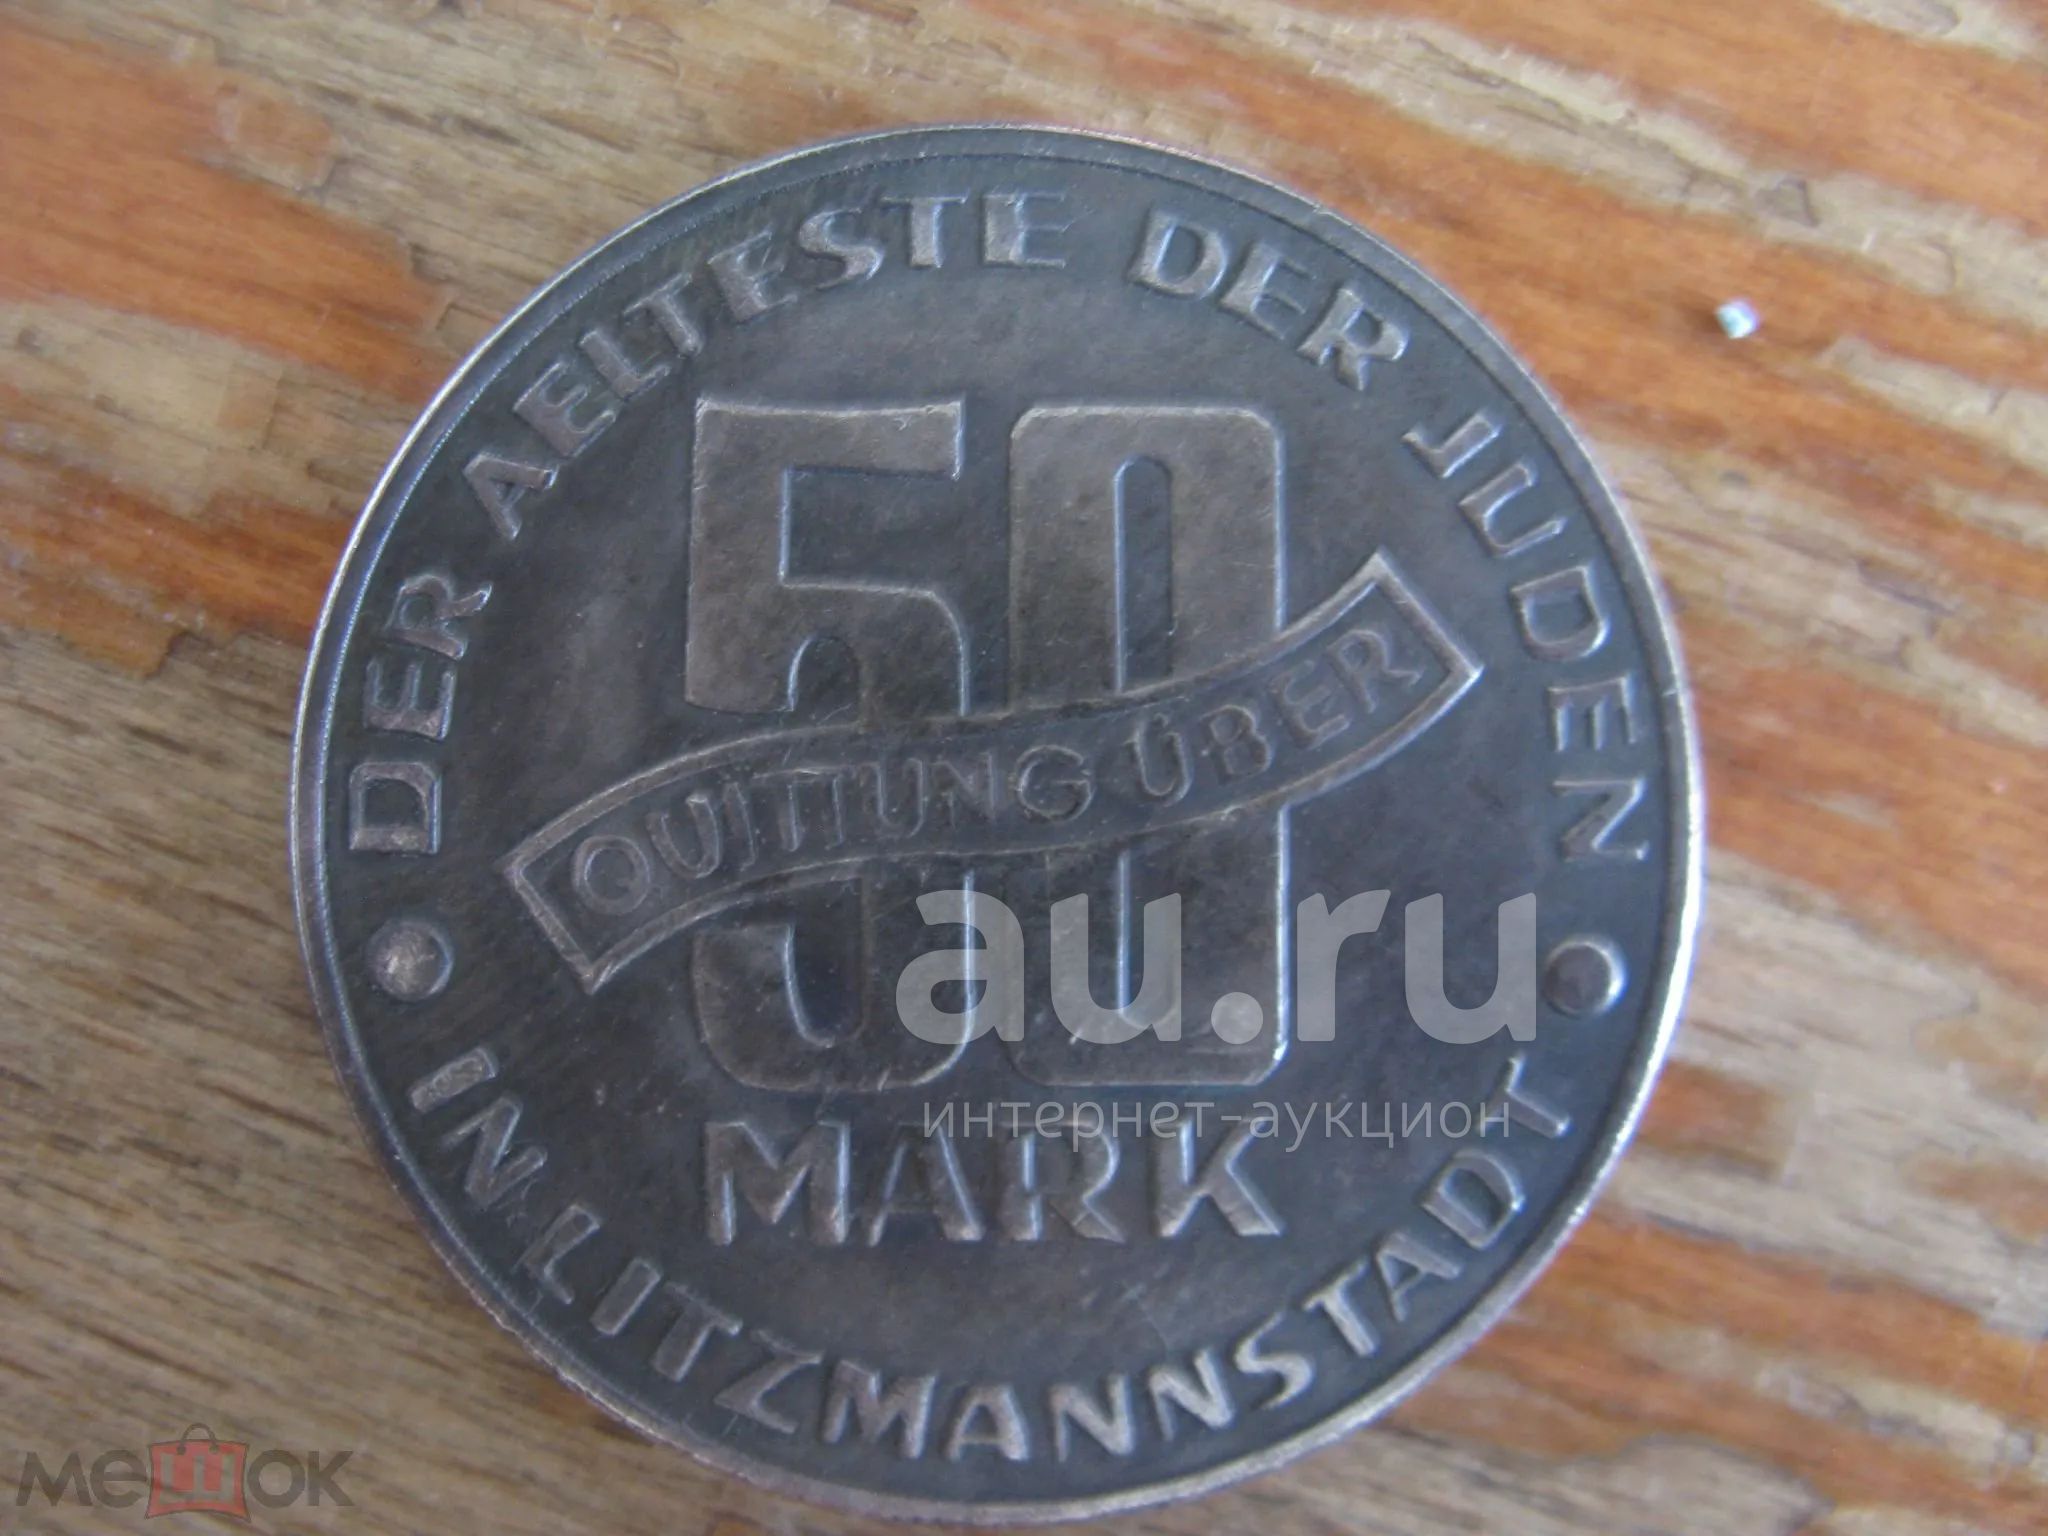 DER AELTESTE DER JUDEN
50
QUITTUNG ÜBER
MARK
IN LITZMANNSTADT
au.ru
интернет-аукцион
мешок